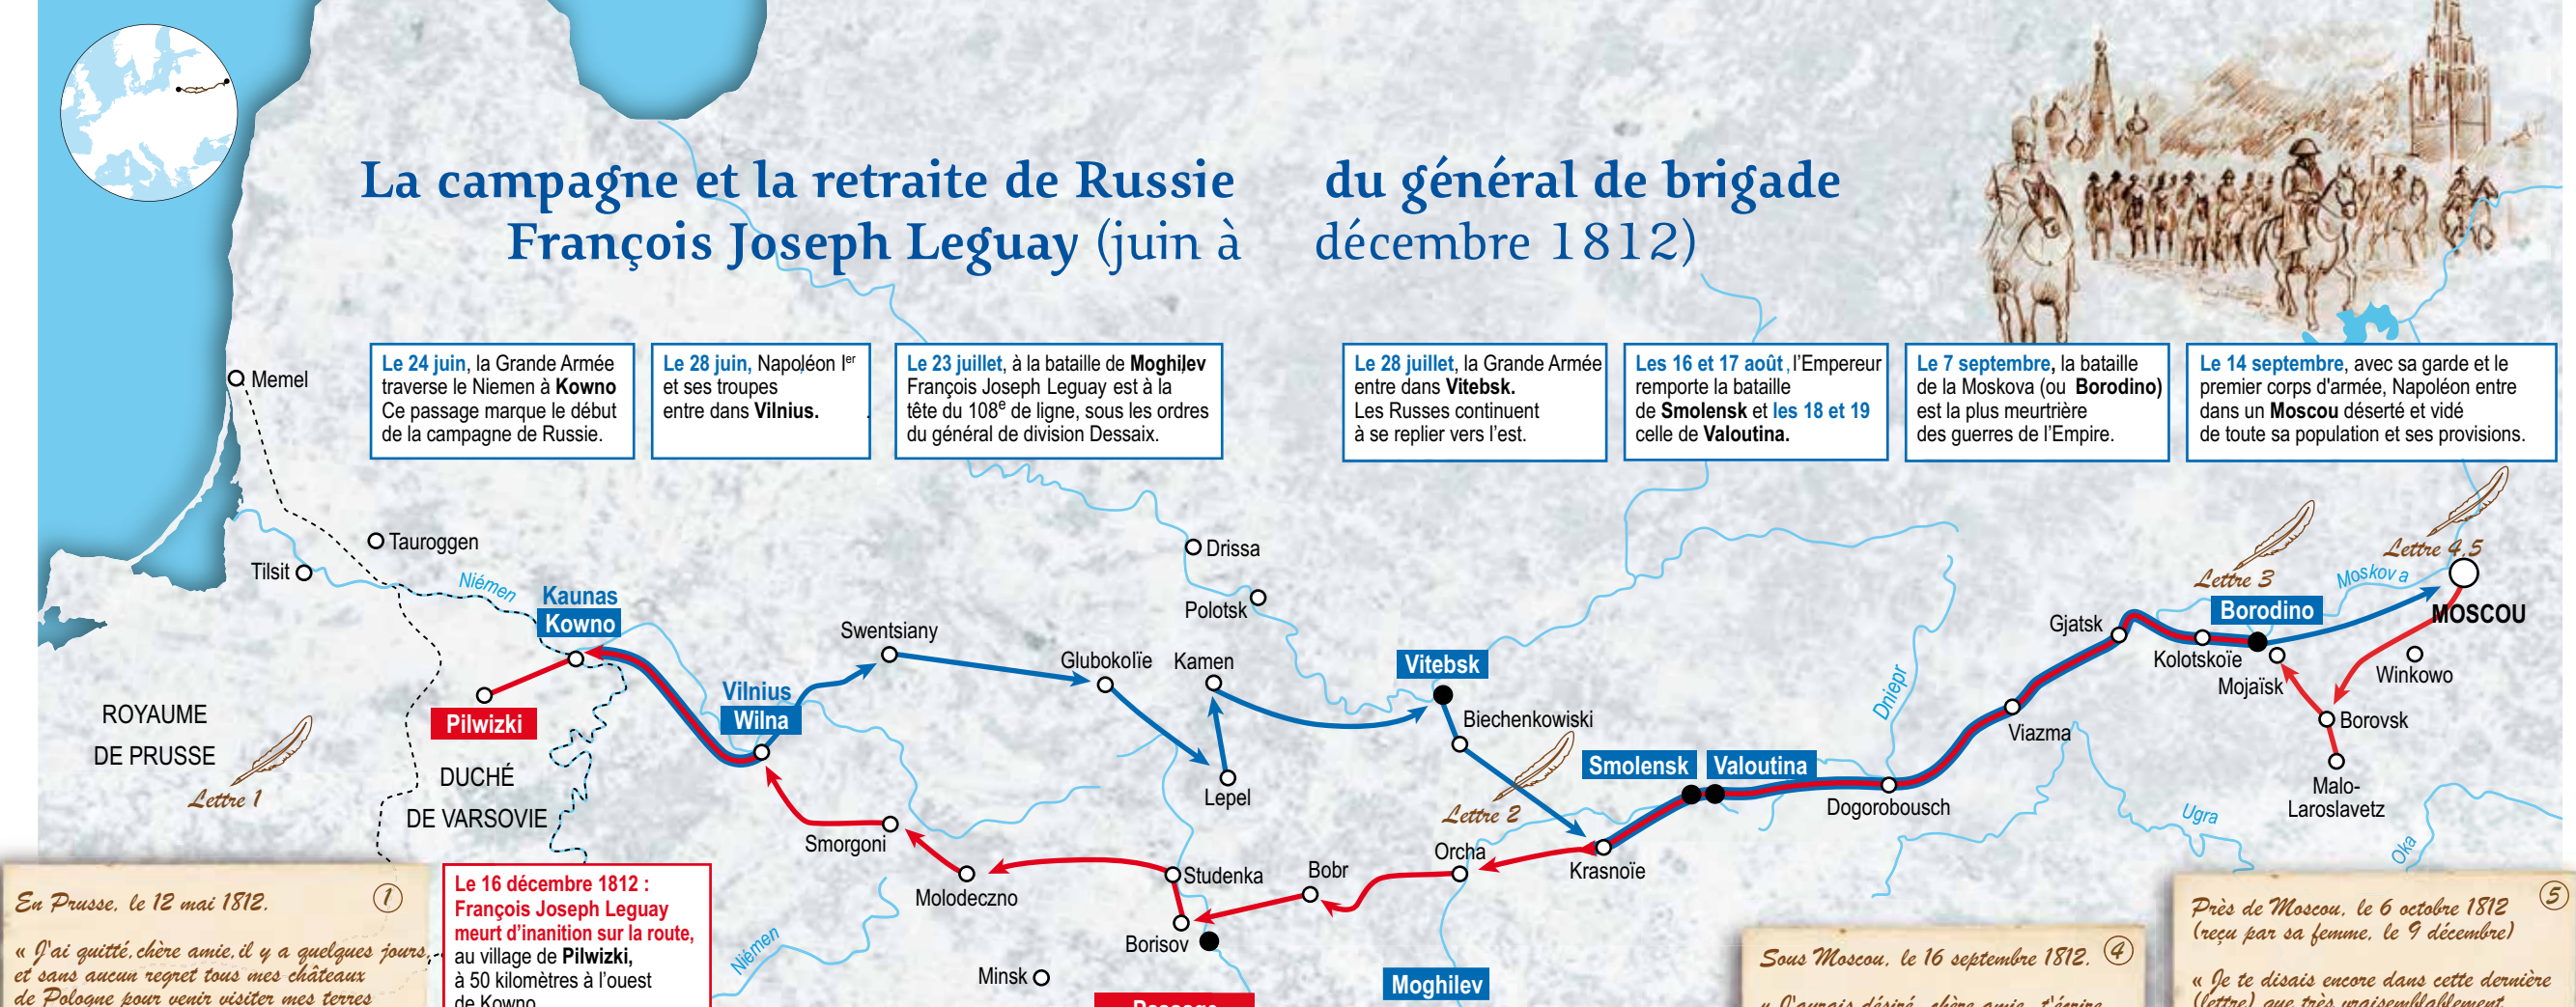 La campagne et la retraite de Russie du général de brigade
François Joseph Leguay (juin à décembre 1812)
Le 24 juin, la Grande Armée
traverse le Niemen à Kowno
Ce passage marque le début
de la campagne de Russie.
Le 28 juin, Napoléon Ier
et ses troupes
entre dans Vilnius.
Le 23 juillet, à la bataille de Moghilev
François Joseph Leguay est à la
tête du 108e de ligne, sous les ordres
du général de division Dessaix.
Le 28 juillet, la Grande Armée
entre dans Vitebsk.
Les Russes continuent
à se replier vers l'est.
Les 16 et 17 août, l'Empereur
remporte la bataille
de Smolensk et les 18 et 19
celle de Valoutina.
Le 7 septembre, la bataille
de la Moskova (ou Borodino)
est la plus meurtrière
des guerres de l'Empire.
Le 14 septembre, avec sa garde et le
premier corps d'armée, Napoléon entre
dans un Moscou déserté et vidé
de toute sa population et ses provisions.
Memel
Tauroggen
Tilsit
Niémen
Kaunas
Kowno
Pilwizki
ROYAUME
DE PRUSSE
Lettre 1
DUCHÉ
DE VARSOVIE
Vilnius
Wilna
Swentsiany
Glubokolïe
Kamen
Lepel
Drissa
Polotsk
Vitebsk
Biechenkowiski
Lettre 2
Smolensk
Valoutina
Krasnoïe
Orcha
Bobr
Studenka
Borisov
Minsk
Molodeczno
Smorgoni
Niémen
Moghilev
Passage
Dniepr
Dogorobousch
Viazma
Gjatsk
Kolotskoïe
Borodino
Mojaïsk
Lettre 3
Moskova
Lettre 4,5
MOSCOU
Winkowo
Borovsk
Malo-
Laroslavetz
Ugra
Oka
En Prusse, le 12 mai 1812.
1
« J'ai quitté, chère amie, il y a quelques jours,
et sans aucun regret tous mes châteaux
de Pologne pour venir visiter mes terres
Le 16 décembre 1812 :
François Joseph Leguay
meurt d'inanition sur la route,
au village de Pilwizki,
à 50 kilomètres à l'ouest
de Kowno
Sous Moscou, le 16 septembre 1812.
4
« J'aurais désiré, chère amie, t'écrire
Près de Moscou, le 6 octobre 1812
5
(reçu par sa femme, le 9 décembre)
« Je te disais encore dans cette dernière
(lettre) que très vraisemblablement